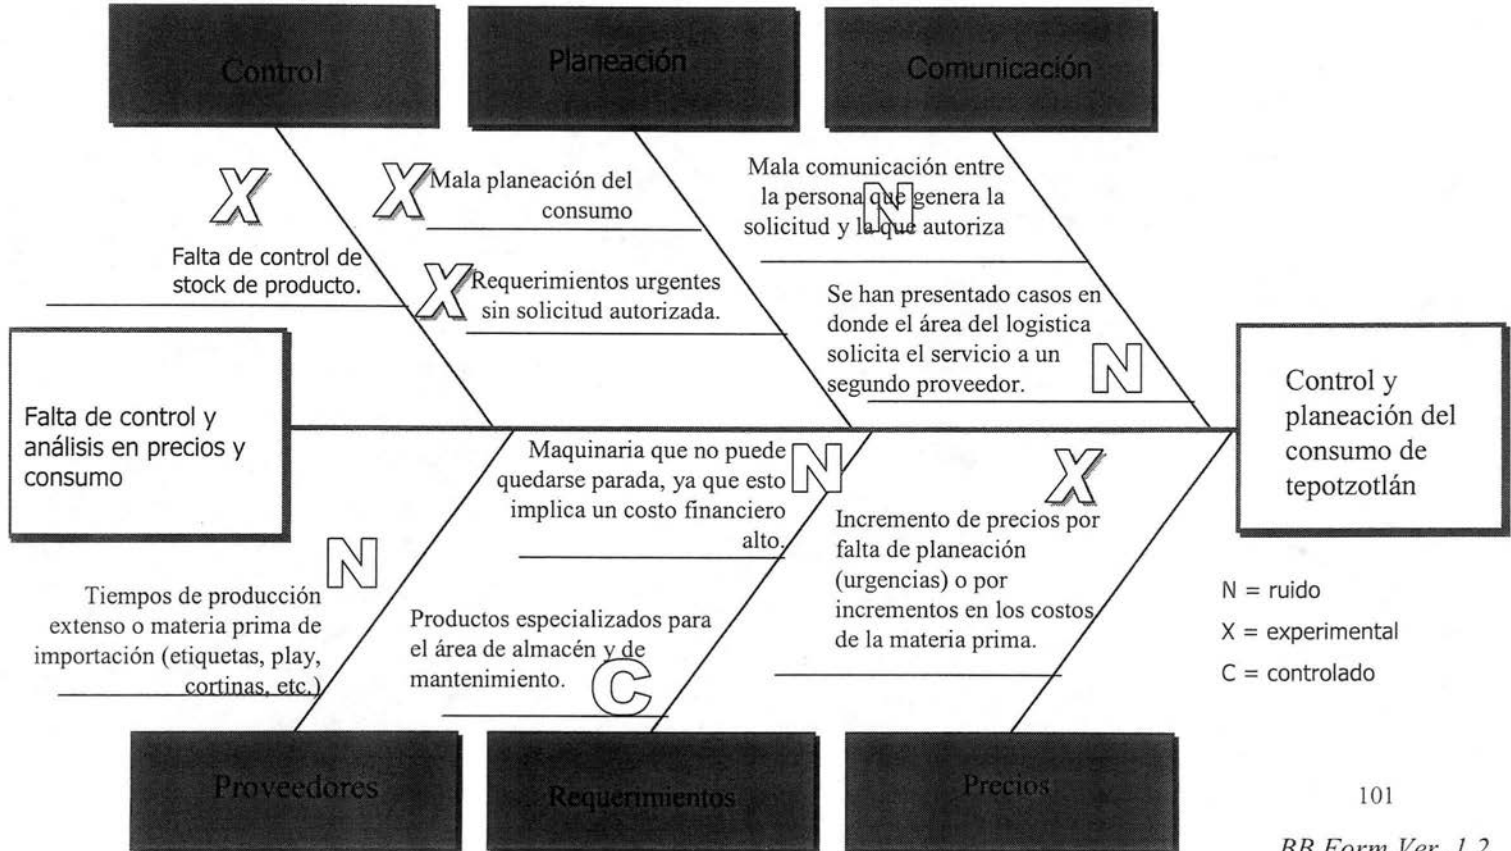 Control
Planeación
Comunicación
X
Falta de control de
stock de producto.
X
Mala planeación del
consumo
X
Requerimientos urgentes
sin solicitud autorizada.
Mala comunicación entre
la persona que genera la
solicitud y la que autoriza
N
Se han presentado casos en
donde el área del logistica
solicita el servicio a un
segundo proveedor.
N
Falta de control y
análisis en precios y
consumo
Control y
planeación del
consumo de
tepotzotlán
N
Tiempos de producción
extenso o materia prima de
importación (etiquetas, play,
cortinas, etc.)
Maquinaria que no puede
quedarse parada, ya que esto
implica un costo financiero
alto.
N
Productos especializados para
el área de almacén y de
mantenimiento.
C
X
Incremento de precios por
falta de planeación
(urgencias) o por
incrementos en los costos
de la materia prima.
N = ruido
X = experimental
C = controlado
Proveedores
Requerimientos
Precios
101
BB Form Ver. 1.2